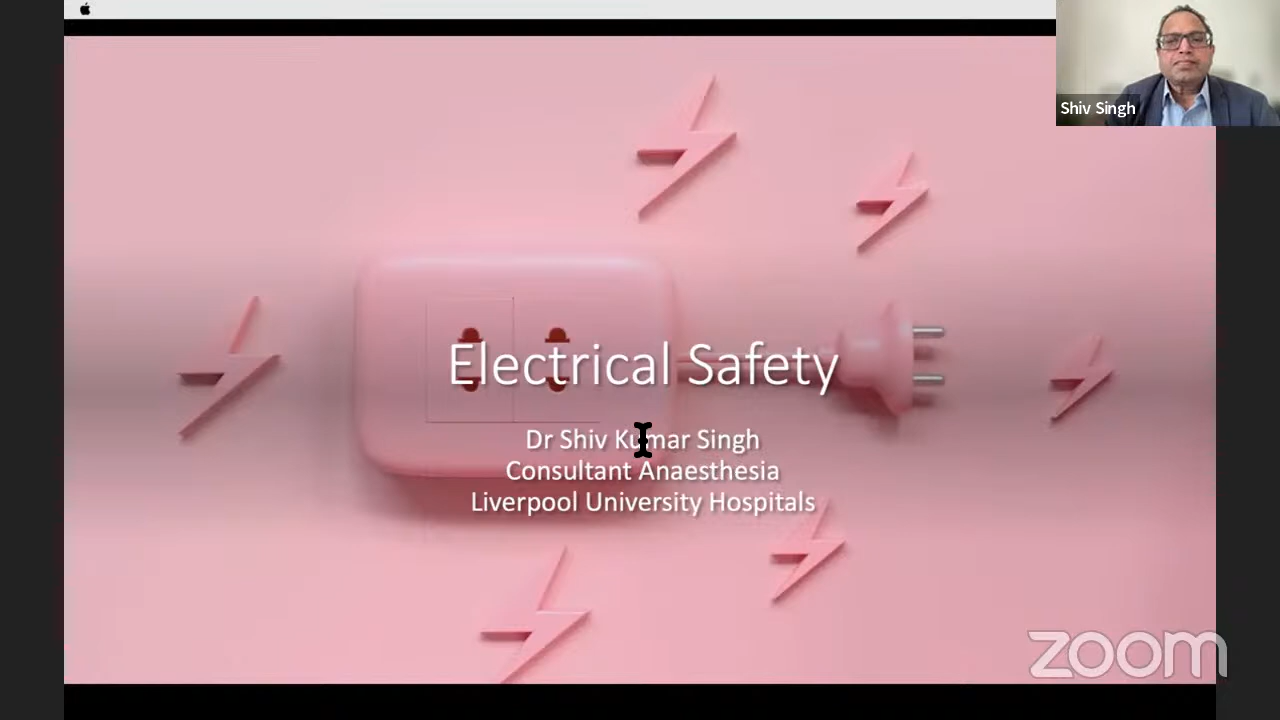 Shiv Singh
Electrical Safety
Dr Shiv Kumar Singh
Consultant Anaesthesia
Liverpool University Hospitals
zoom